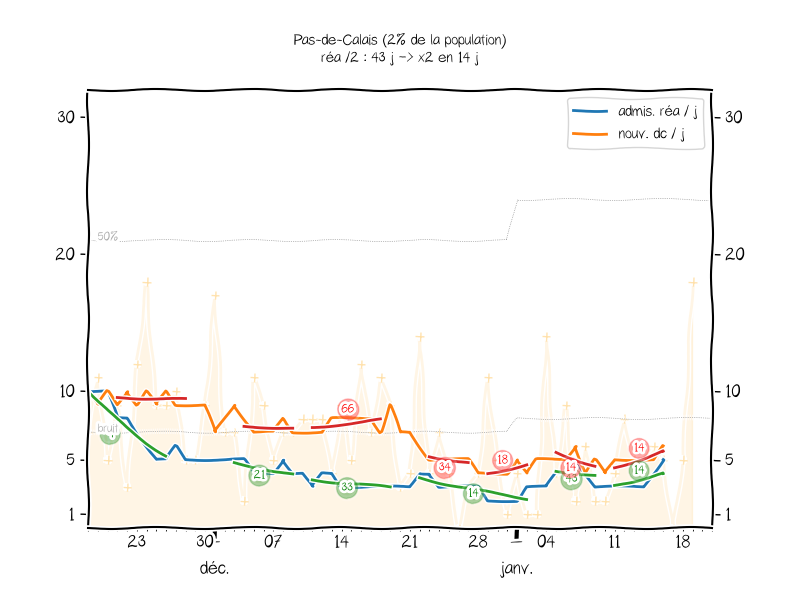 Pas-de-Calais (2% de la population)
réa /2 : 43 j -> x2 en 14 j
30 30
admis. réa / j
nouv. dc / j
50%
20 20
10 10
66
bruit
14
18
34
14
14
21
33
14
5 5
1 1
23 30 07 14 21 28 04 11 18
déc. janv.